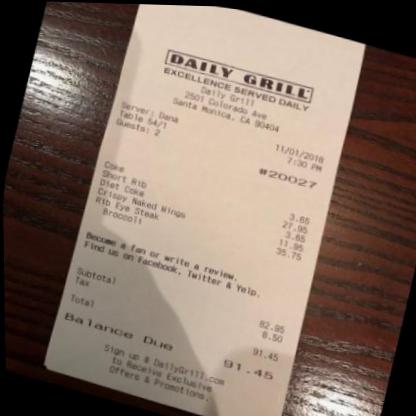 DAILY GRILL
EXCELLENCE SERVED DAILY
Daily Grill
2501 Colorado Ave
Santa Monica, CA 90404
Server: Dana 11/01/2018
Table 54/1 7:30 PM
Guests: 2 #20027
Coke 3.65
Short Rib 27.95
Diet Coke 3.65
Crispy Naked Wings 11.95
Rib Eye Steak 35.75
Broccoli
Become a fan or write a review.
Find us on Facebook, Twitter & Yelp.
Subtotal 82.95
Tax 8.50
Total 91.45
Balance Due 91.45
Sign up @ DailyGrill.com
to Receive Exclusive
Offers & Promotions.